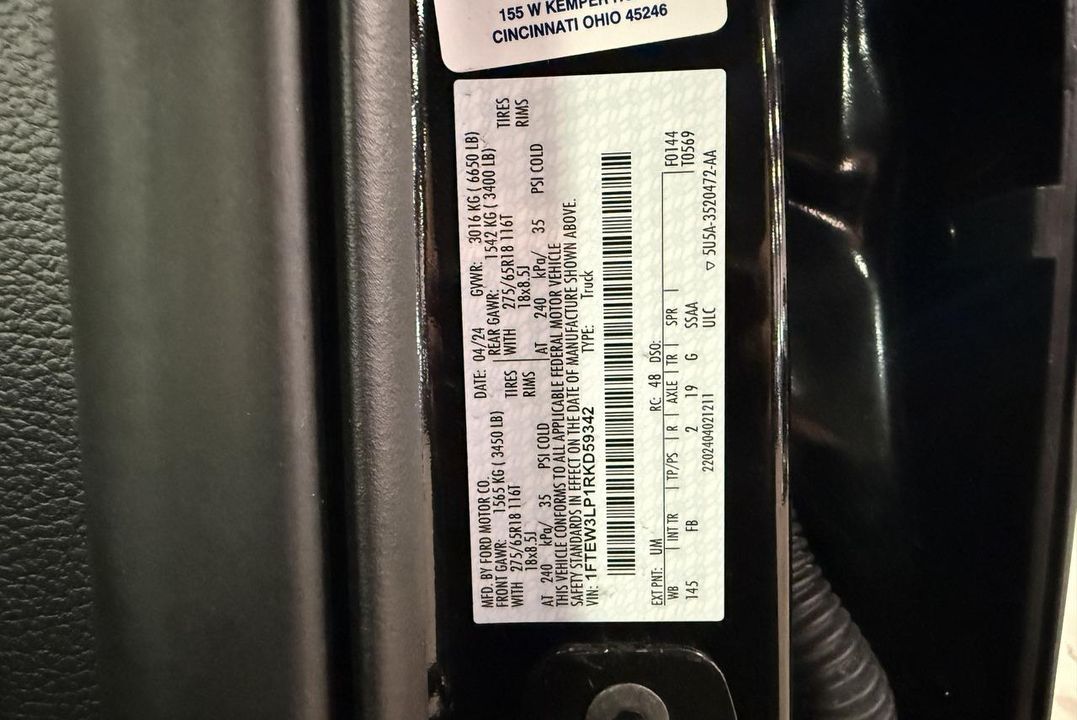 155 W KEMPER
CINCINNATI OHIO 45246
MFD. BY FORD MOTOR CO.
DATE: 04/24 GVWR: 3016 KG ( 6650 LB)
FRONT GAWR: 1565 KG ( 3450 LB)
REAR GAWR: 1542 KG ( 3400 LB)
WITH 275/65R18 116T TIRES
WITH 275/65R18 116T TIRES
18x8.5J RIMS
18x8.5J RIMS
AT 240 kPa/ 35 PSI COLD
AT 240 kPa/ 35 PSI COLD
THIS VEHICLE CONFORMS TO ALL APPLICABLE FEDERAL MOTOR VEHICLE
SAFETY STANDARDS IN EFFECT ON THE DATE OF MANUFACTURE SHOWN ABOVE.
VIN: 1FTEW3LP1RKD59342 TYPE: Truck
EXT PNT: UM RC: 48 DSO: F0144
WB INT TR TP/PS R AXLE TR SPR T0569
145 FB 2 19 G SSAA
2202404021211 ULC ▽ 5U5A-3520472-AA